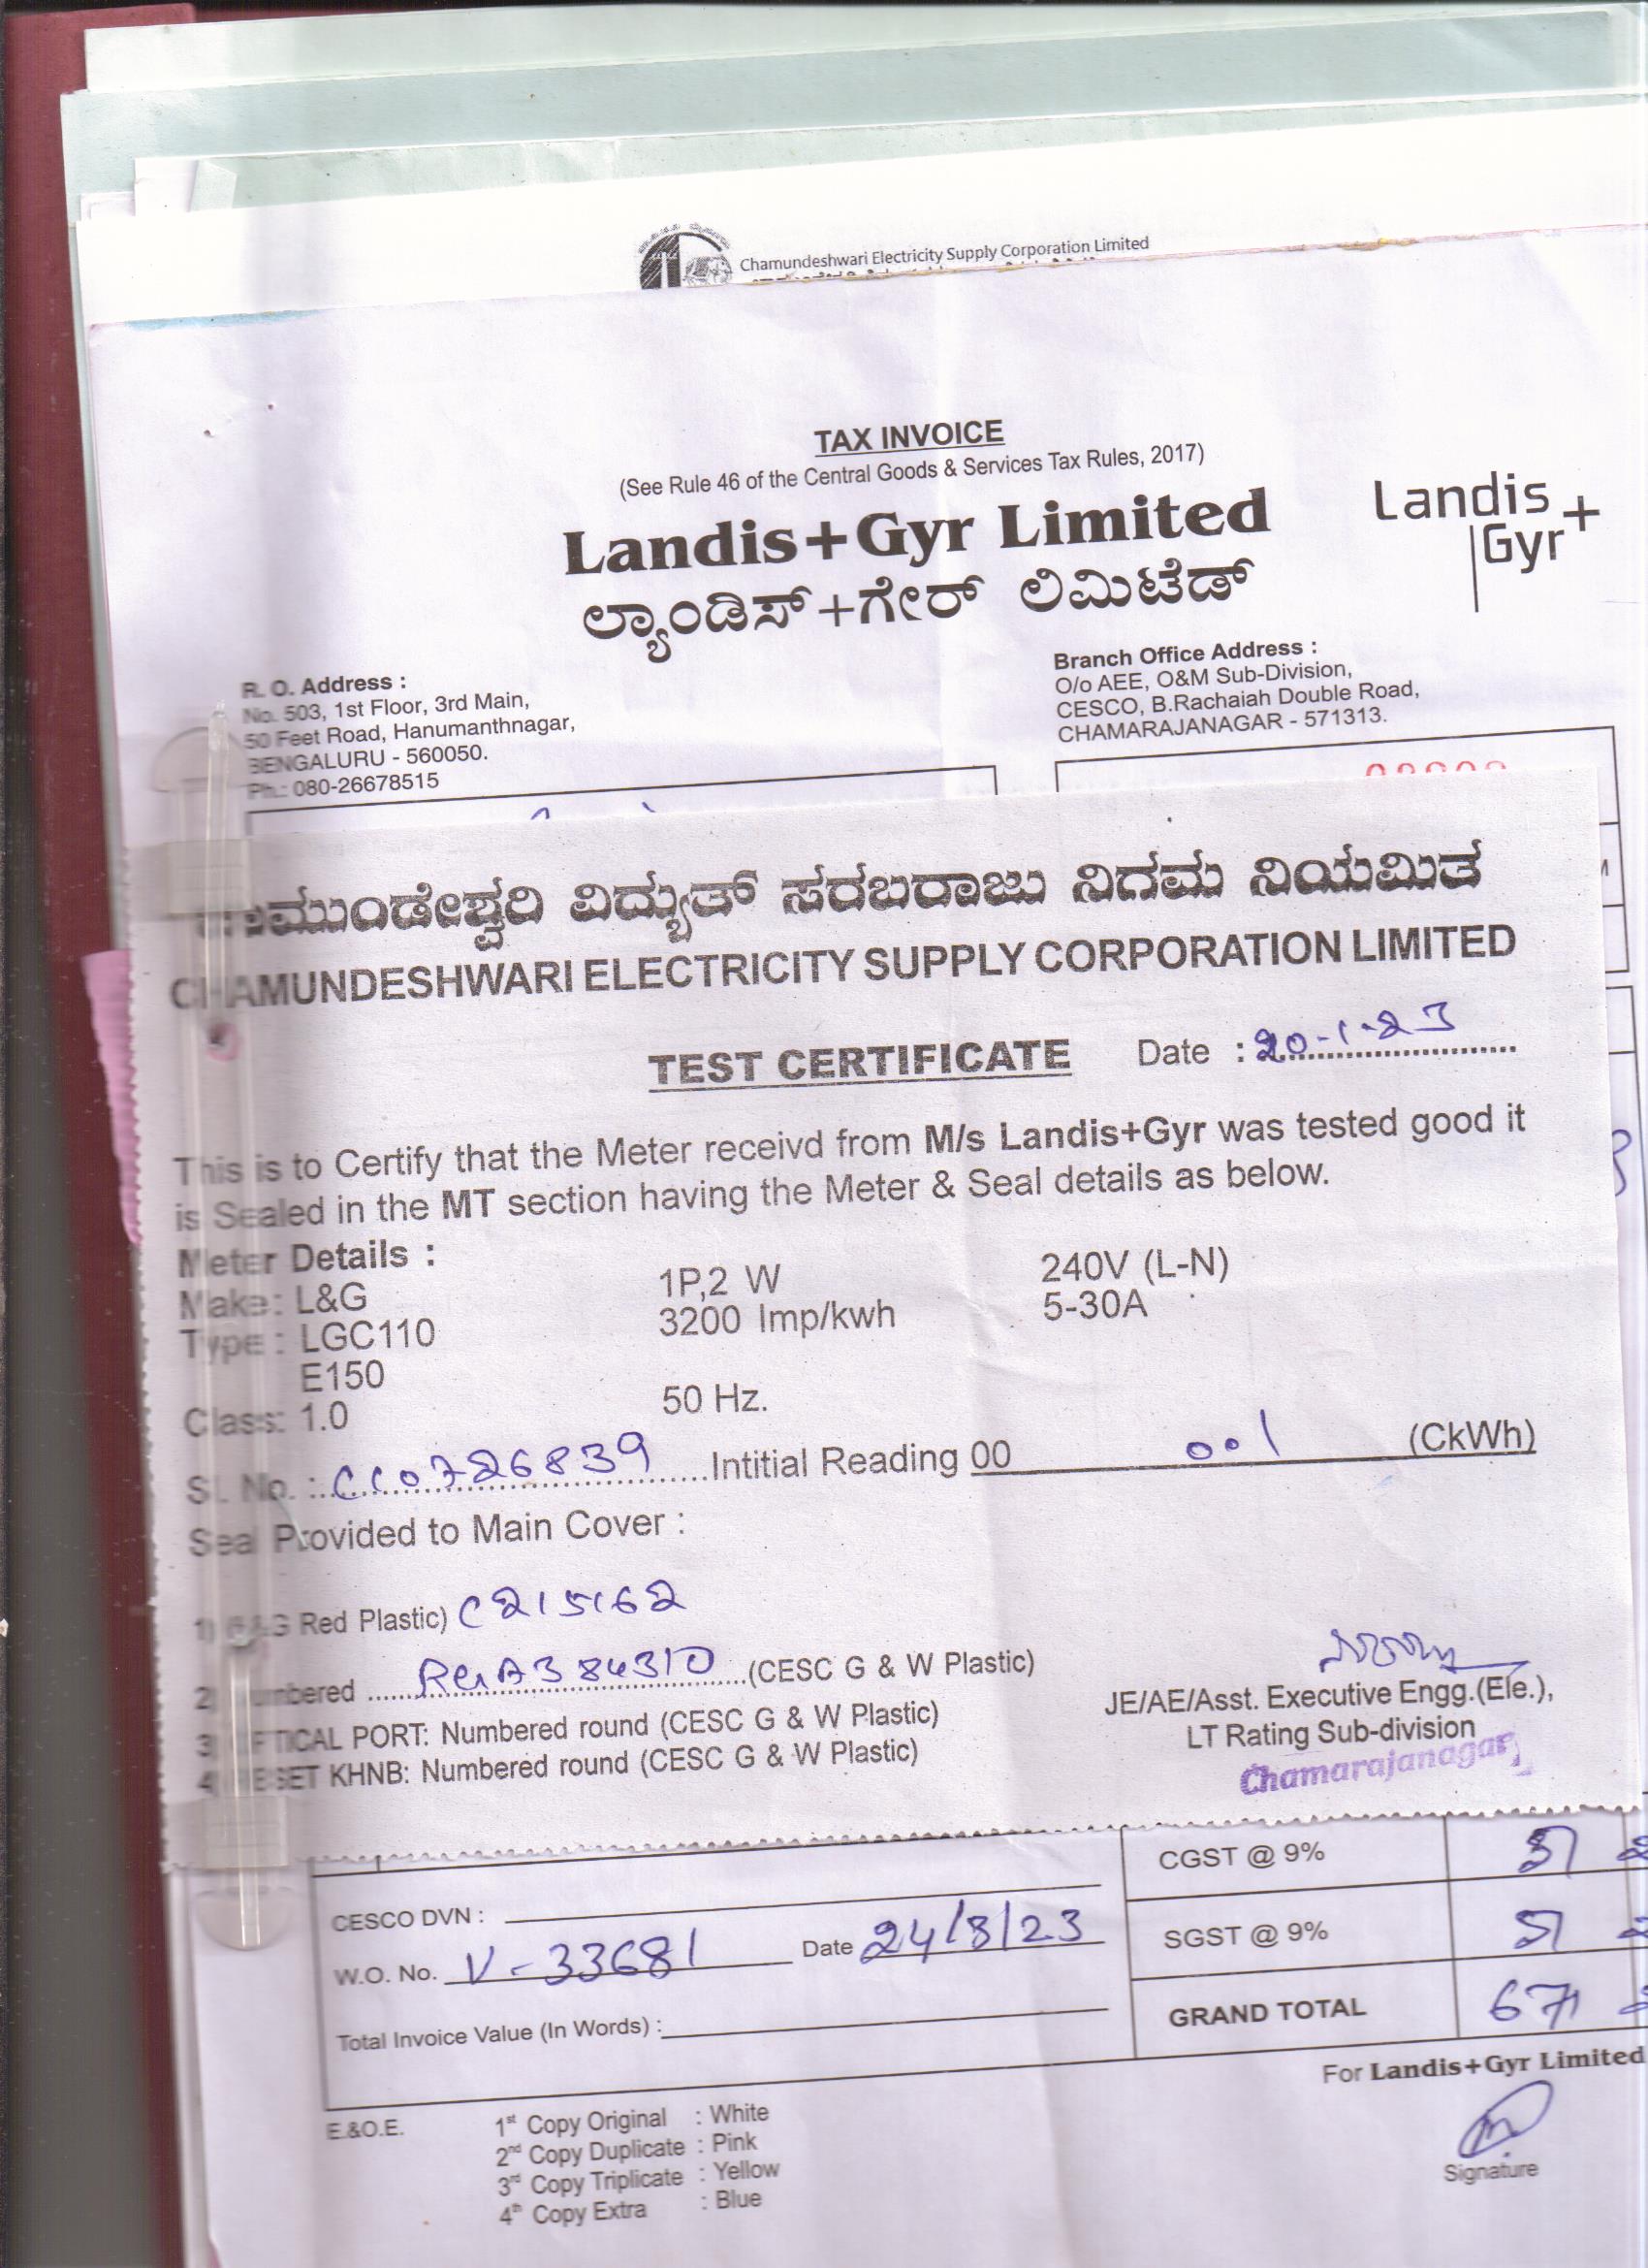 Chamundeshwari Electricity Supply Corporation Limited
TAX INVOICE
(See Rule 46 of the Central Goods & Services Tax Rules, 2017)
Landis+Gyr Limited
Landis
Gyr+
ಲ್ಯಾಂಡಿಸ್+ಗೇರ್ ಲಿಮಿಟೆಡ್
R. O. Address :
No. 503, 1st Floor, 3rd Main,
50 Feet Road, Hanumanthnagar,
BENGALURU - 560050.
Ph.: 080-26678515
Branch Office Address :
O/o AEE, O&M Sub-Division,
CESCO, B.Rachaiah Double Road,
CHAMARAJANAGAR - 571313.
ಚಾಮುಂಡೇಶ್ವರಿ ವಿದ್ಯುತ್ ಸರಬರಾಜು ನಿಗಮ ನಿಯಮಿತ
CHAMUNDESHWARI ELECTRICITY SUPPLY CORPORATION LIMITED
TEST CERTIFICATE Date : 20-1-23
This is to Certify that the Meter receivd from M/s Landis+Gyr was tested good it
is Sealed in the MT section having the Meter & Seal details as below.
Meter Details :
Make : L&G 1P,2 W 240V (L-N)
Type : LGC110 3200 Imp/kwh 5-30A
E150
Class: 1.0 50 Hz.
Sl. No. : CC0726839 Intitial Reading 00 001 (CkWh)
Seal Provided to Main Cover :
1) (L&G Red Plastic) C215162
2) Numbered RGA384310 (CESC G & W Plastic)
3) OPTICAL PORT: Numbered round (CESC G & W Plastic)
4) RESET KHNB: Numbered round (CESC G & W Plastic)
JE/AE/Asst. Executive Engg.(Ele.),
LT Rating Sub-division
Chamarajanagar
CGST @ 9% 51
CESCO DVN :
W.O. No. V-33681 Date 24/8/23
SGST @ 9% 51
Total Invoice Value (In Words) :
GRAND TOTAL 671
For Landis+Gyr Limited
E.&O.E.
1st Copy Original : White
2nd Copy Duplicate : Pink
3rd Copy Triplicate : Yellow
4th Copy Extra : Blue
Signature